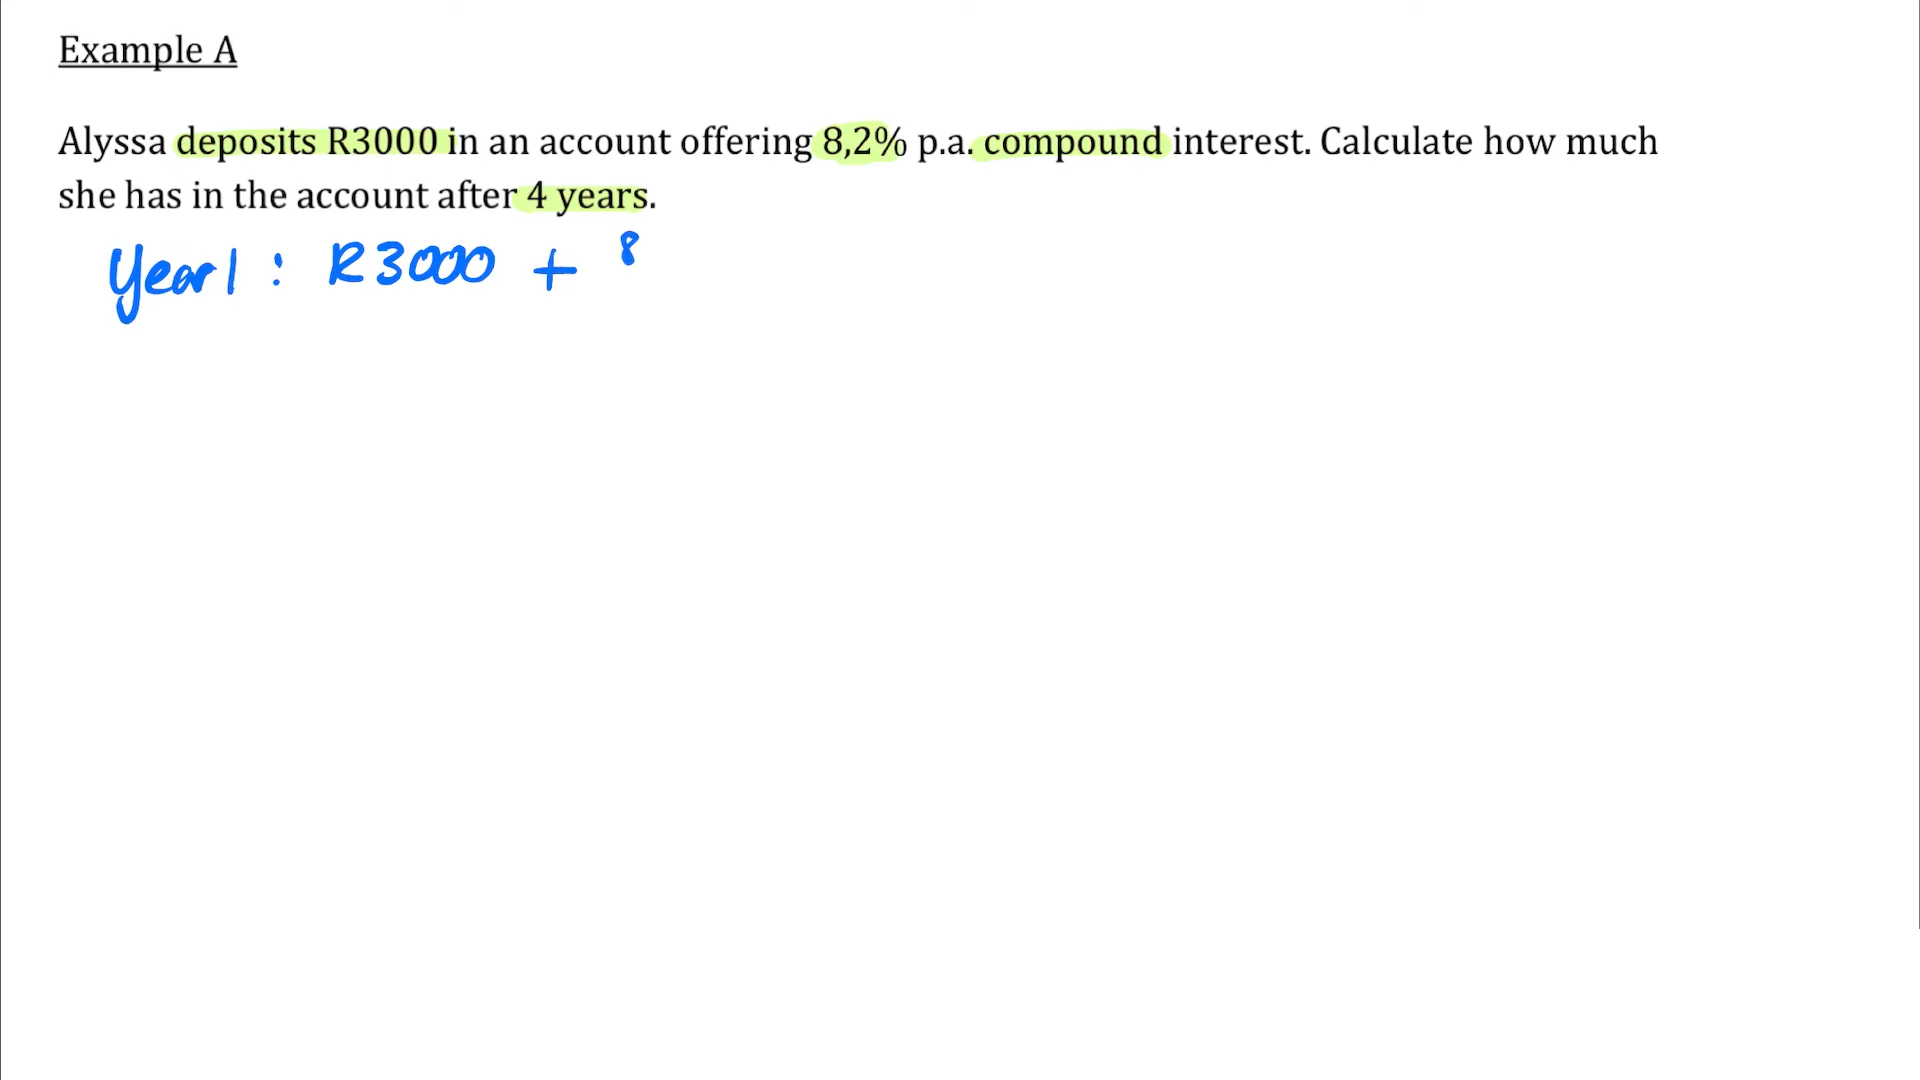 Example A
Alyssa deposits R3000 in an account offering 8,2% p.a. compound interest. Calculate how much
she has in the account after 4 years.
Year 1 : R3000 + 8